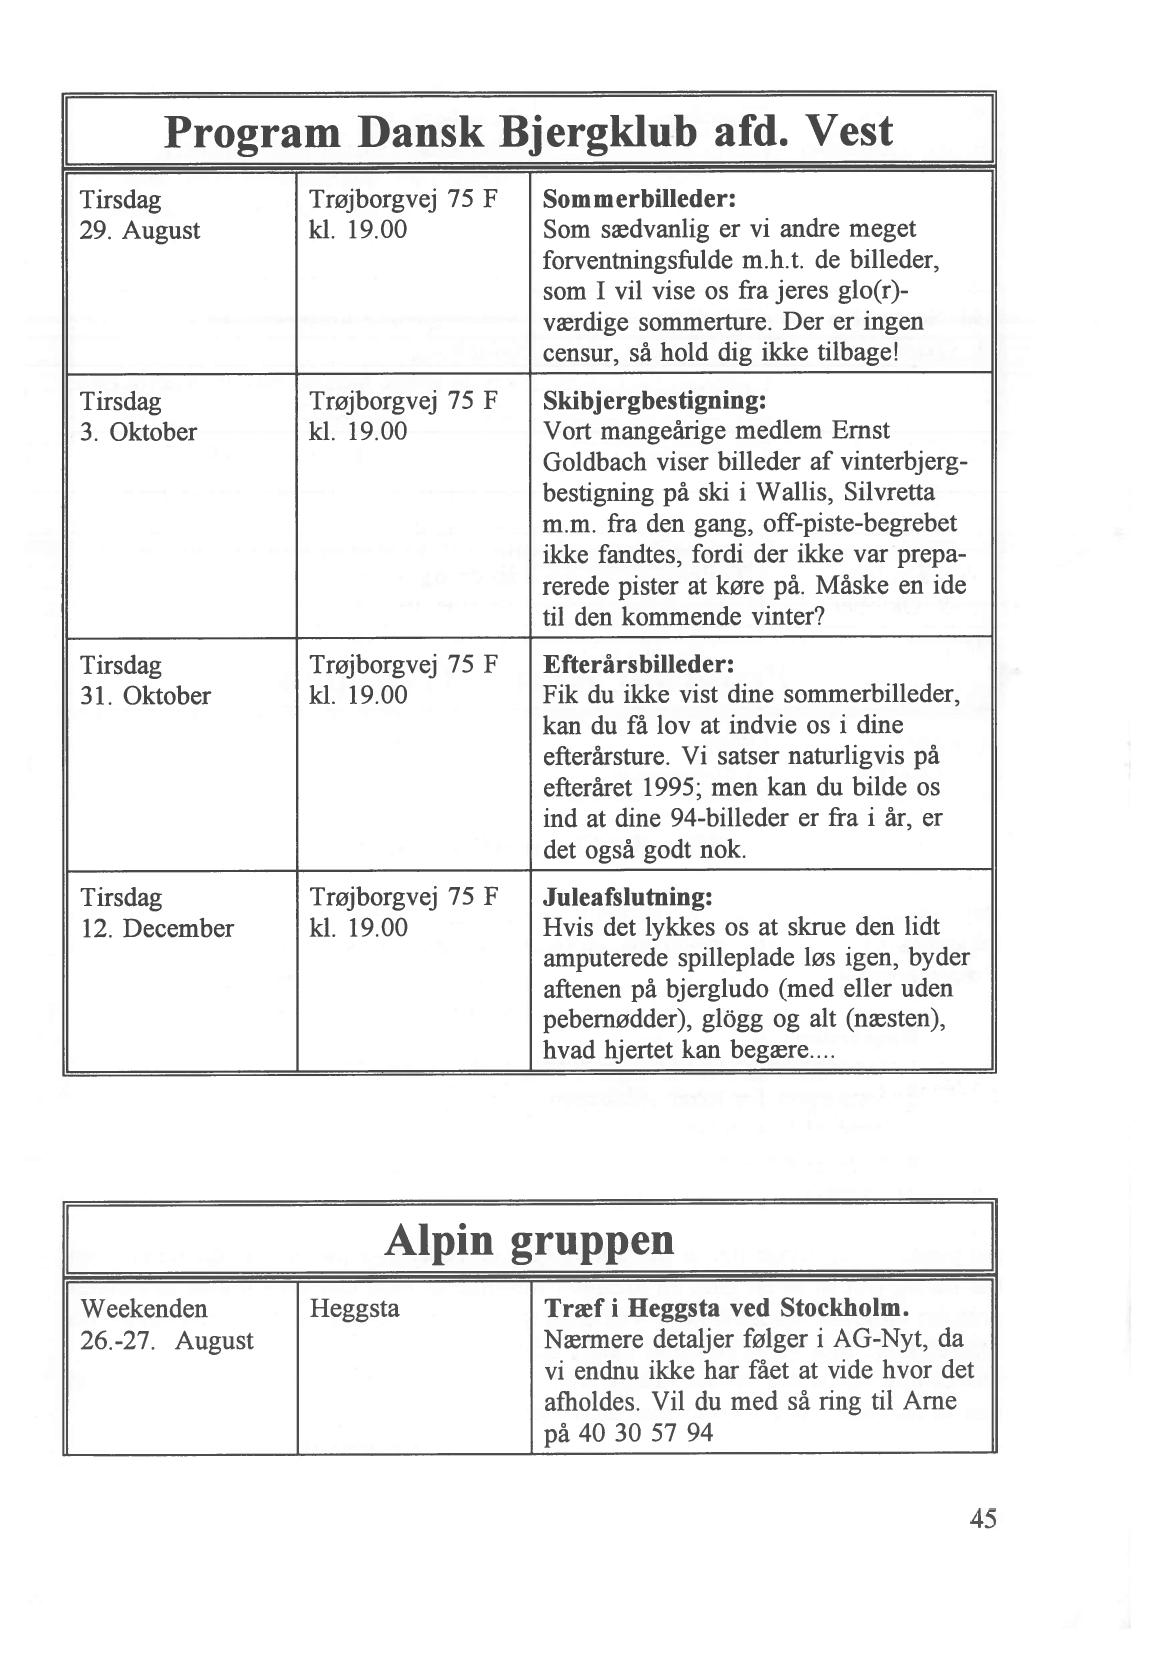 Program Dansk Bjergklub afd. Vest
Tirsdag
29. August
Trøjborgvej 75 F
kl. 19.00
Sommerbilleder:
Som sædvanlig er vi andre meget
forventningsfulde m.h.t. de billeder,
som I vil vise os fra jeres glo(r)-
værdige sommerture. Der er ingen
censur, så hold dig ikke tilbage!
Tirsdag
3. Oktober
Trøjborgvej 75 F
kl. 19.00
Skibjergbestigning:
Vort mangeårige medlem Ernst
Goldbach viser billeder af vinterbjerg-
bestigning på ski i Wallis, Silvretta
m.m. fra den gang, off-piste-begrebet
ikke fandtes, fordi der ikke var prepa-
rerede pister at køre på. Måske en ide
til den kommende vinter?
Tirsdag
31. Oktober
Trøjborgvej 75 F
kl. 19.00
Efterårsbilleder:
Fik du ikke vist dine sommerbilleder,
kan du få lov at indvie os i dine
efterårsture. Vi satser naturligvis på
efteråret 1995; men kan du bilde os
ind at dine 94-billeder er fra i år, er
det også godt nok.
Tirsdag
12. December
Trøjborgvej 75 F
kl. 19.00
Juleafslutning:
Hvis det lykkes os at skrue den lidt
amputerede spilleplade løs igen, byder
aftenen på bjergludo (med eller uden
pebernødder), glögg og alt (næsten),
hvad hjertet kan begære....
Alpin gruppen
Weekenden
26.-27. August
Heggsta
Træf i Heggsta ved Stockholm.
Nærmere detaljer følger i AG-Nyt, da
vi endnu ikke har fået at vide hvor det
afholdes. Vil du med så ring til Arne
på 40 30 57 94
45